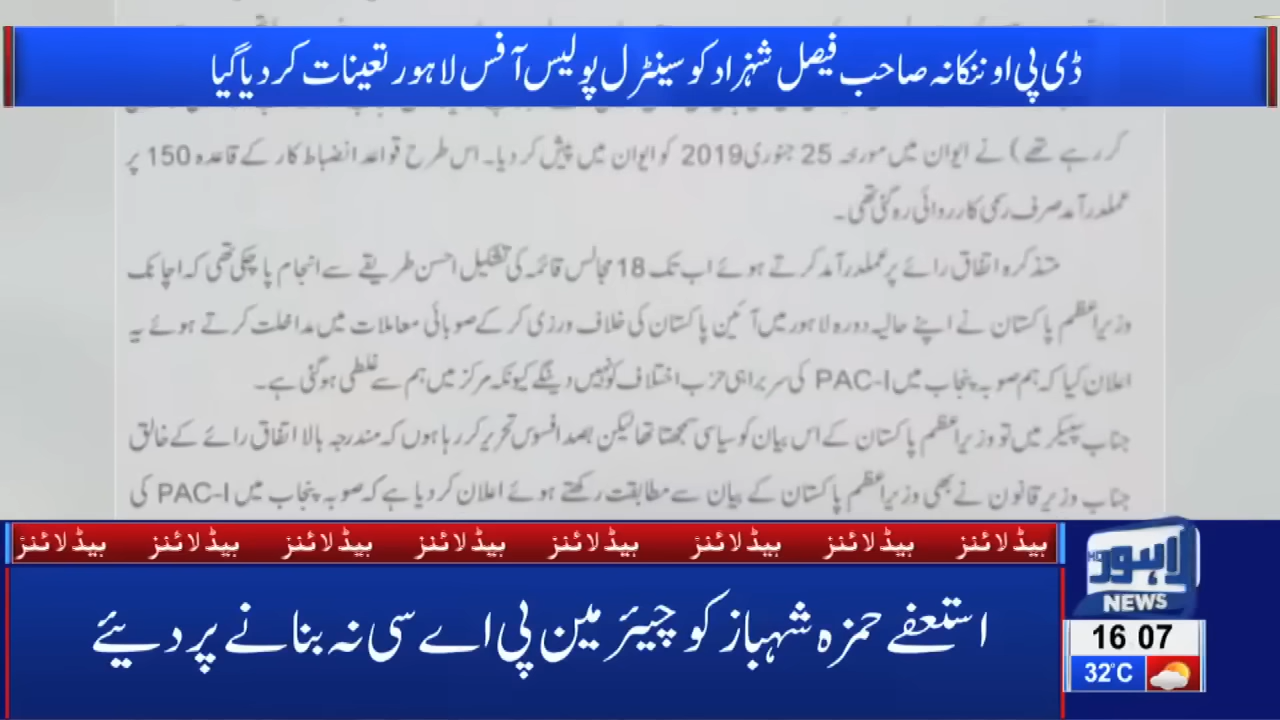 ڈی پی او ننکانہ صاحب فیصل شہزاد کو سینٹرل پولیس آفس لاہور تعینات کر دیا گیا
کر رہے تھے) نے ایوان میں مورخہ 25 جنوری 2019 کو ایوان میں پیش کر دیا۔ اس طرح قواعد انضباط کار کے قاعدہ 150 پر
عملدرآمد صرف رسمی کارروائی رہ گئی تھی۔
متذکرہ اتفاق رائے پر عملدرآمد کرتے ہوئے اب تک 18 مجالس قائمہ کی تشکیل احسن طریقے سے انجام پا چکی تھی کہ اچانک
وزیراعظم پاکستان نے اپنے حالیہ دورہ لاہور میں آئین پاکستان کی خلاف ورزی کر کے صوبائی معاملات میں مداخلت کرتے ہوئے یہ
اعلان کیا کہ ہم صوبہ پنجاب میں PAC-I کی سربراہی حزب اختلاف کو نہیں دینگے کیونکہ مرکز میں ہم سے غلطی ہو گئی ہے۔
جناب سپیکر میں تو وزیراعظم پاکستان کے اس بیان کو سیاسی سمجھتا تھا لیکن بصد افسوس تحریر کر رہا ہوں کہ مندرجہ بالا اتفاق رائے کے خالق
جناب وزیر قانون نے بھی وزیراعظم پاکستان کے بیان سے مطابقت رکھتے ہوئے اعلان کر دیا ہے کہ صوبہ پنجاب میں PAC-I کی
ہیڈلائنز ہیڈلائنز ہیڈلائنز ہیڈلائنز ہیڈلائنز ہیڈلائنز ہیڈلائنز ہیڈلائنز
استعفے حمزہ شہباز کو چیئرمین پی اے سی نہ بنانے پر دیئے
لاہور
HD
NEWS
16 07
32°C